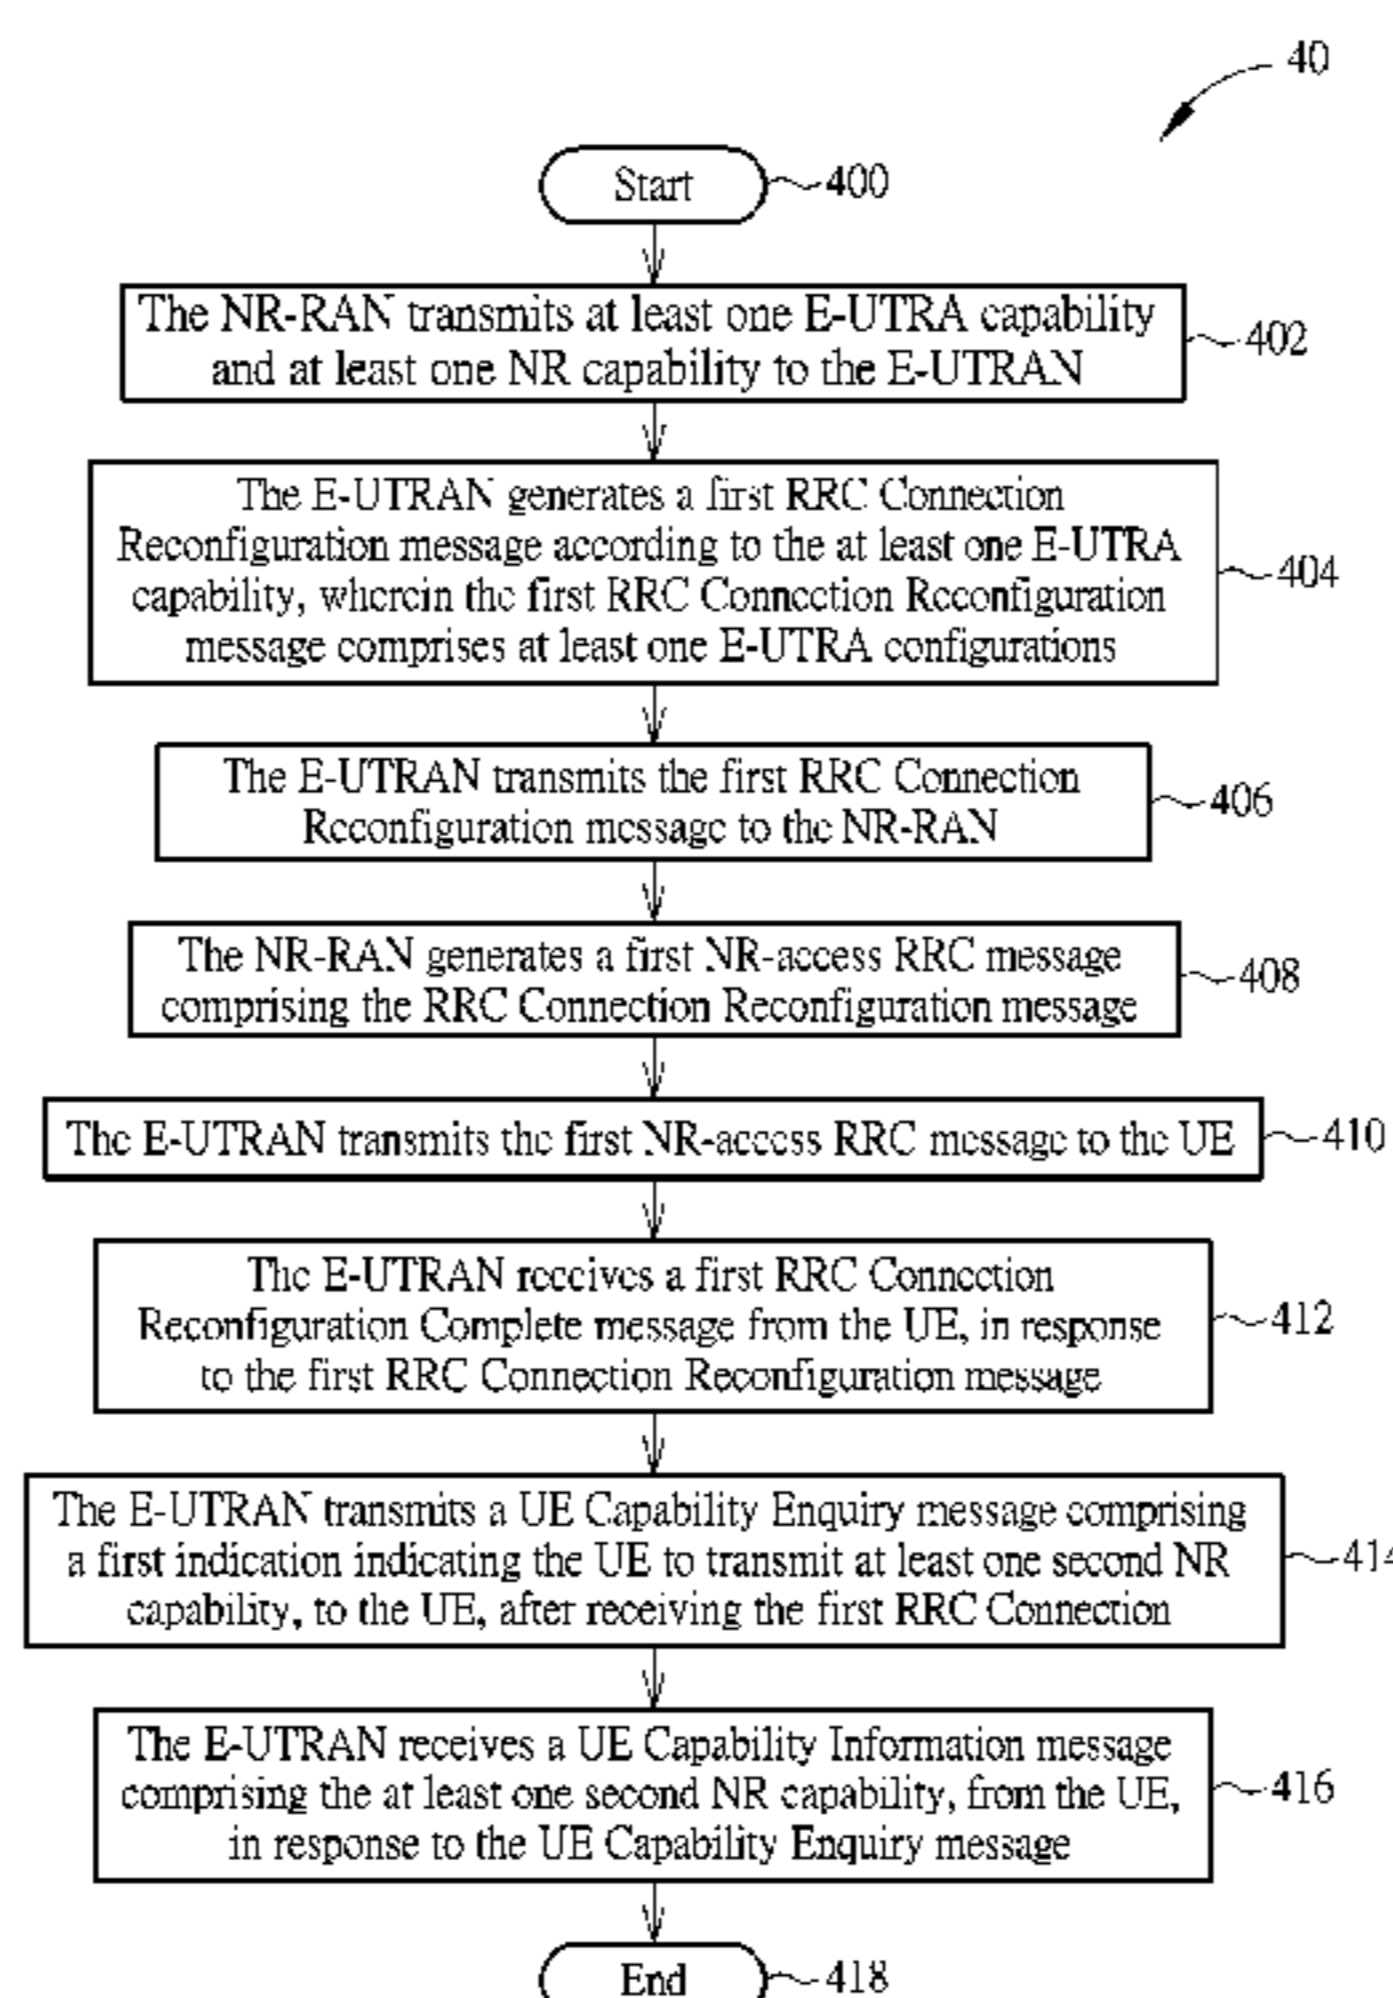 40
Start
400
The NR-RAN transmits at least one E-UTRA capability
and at least one NR capability to the E-UTRAN
402
The E-UTRAN generates a first RRC Connection
Reconfiguration message according to the at least one E-UTRA
capability, wherein the first RRC Connection Reconfiguration
message comprises at least one E-UTRA configurations
404
The E-UTRAN transmits the first RRC Connection
Reconfiguration message to the NR-RAN
406
The NR-RAN generates a first NR-access RRC message
comprising the RRC Connection Reconfiguration message
408
The E-UTRAN transmits the first NR-access RRC message to the UE
410
The E-UTRAN receives a first RRC Connection
Reconfiguration Complete message from the UE, in response
to the first RRC Connection Reconfiguration message
412
The E-UTRAN transmits a UE Capability Enquiry message comprising
a first indication indicating the UE to transmit at least one second NR
capability, to the UE, after receiving the first RRC Connection
414
The E-UTRAN receives a UE Capability Information message
comprising the at least one second NR capability, from the UE,
in response to the UE Capability Enquiry message
416
End
418